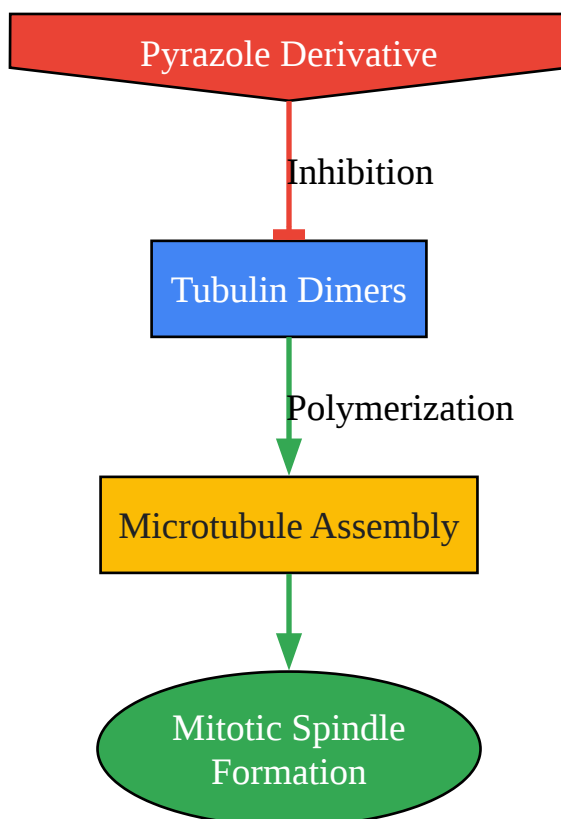 Pyrazole Derivative
Inhibition
Tubulin Dimers
Polymerization
Microtubule Assembly
Mitotic Spindle
Formation